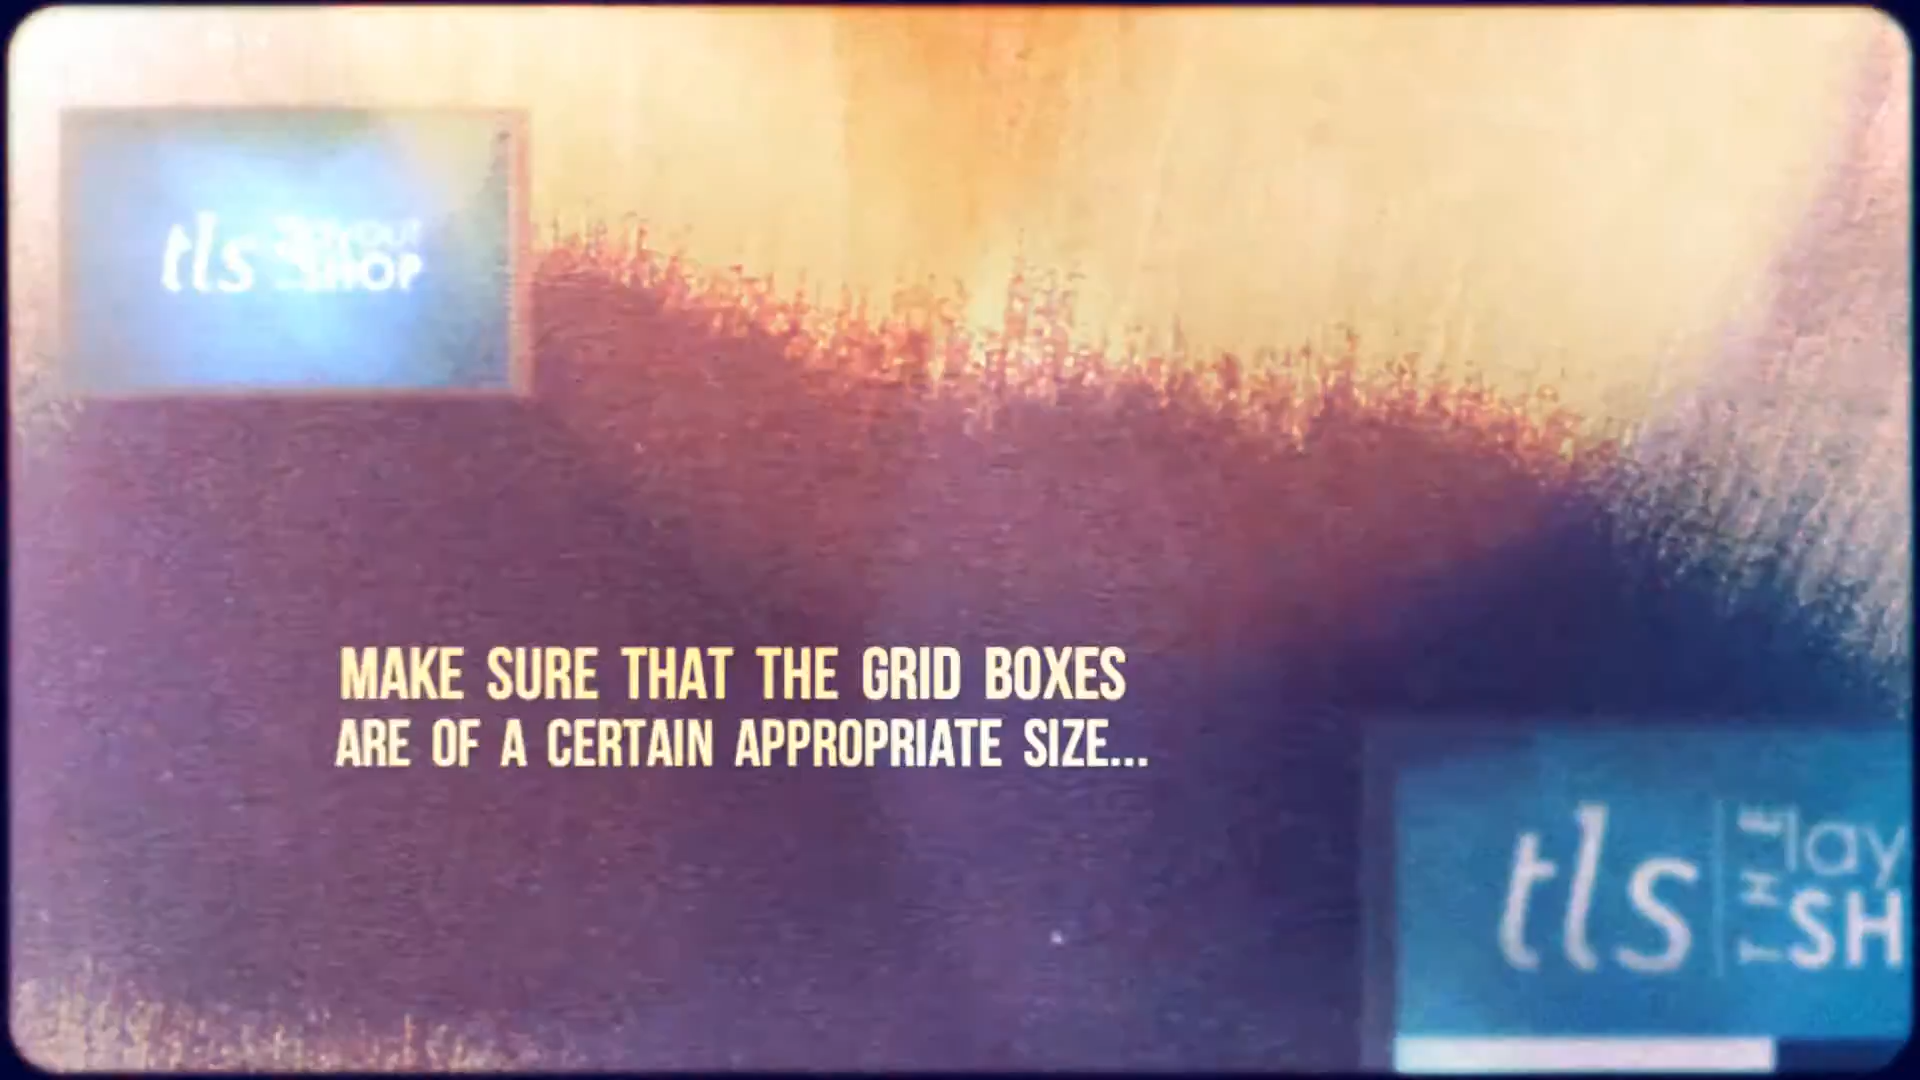 tls SHOP
MAKE SURE THAT THE GRID BOXES
ARE OF A CERTAIN APPROPRIATE SIZE...
tls THE lay
SH